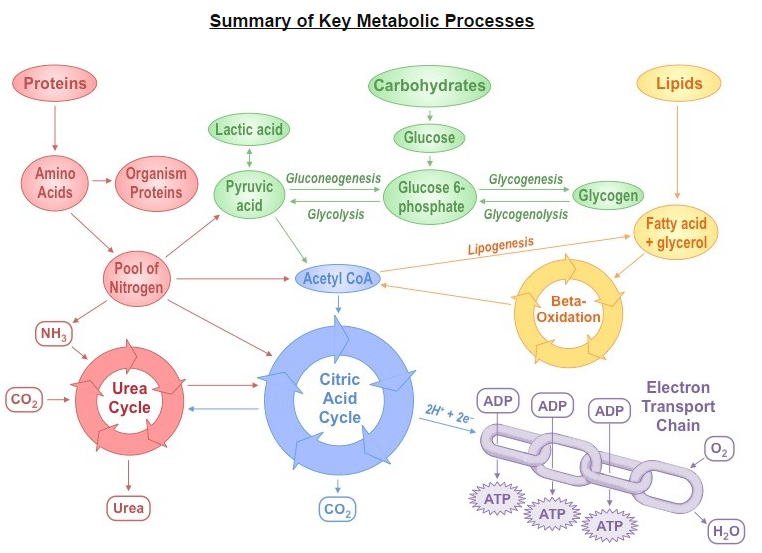 Summary of Key Metabolic Processes
Proteins
Carbohydrates
Lipids
Lactic acid
Glucose
Amino
Acids
Organism
Proteins
Pyruvic
acid
Gluconeogenesis
Glycolysis
Glucose 6-
phosphate
Glycogenesis
Glycogenolysis
Glycogen
Fatty acid
+ glycerol
Lipogenesis
Pool of
Nitrogen
Acetyl CoA
Beta-
Oxidation
NH₃
CO₂
Urea
Cycle
Citric
Acid
Cycle
2H⁺ + 2e⁻
ADP
ADP
ADP
Electron
Transport
Chain
O₂
ATP
ATP
ATP
H₂O
Urea
CO₂